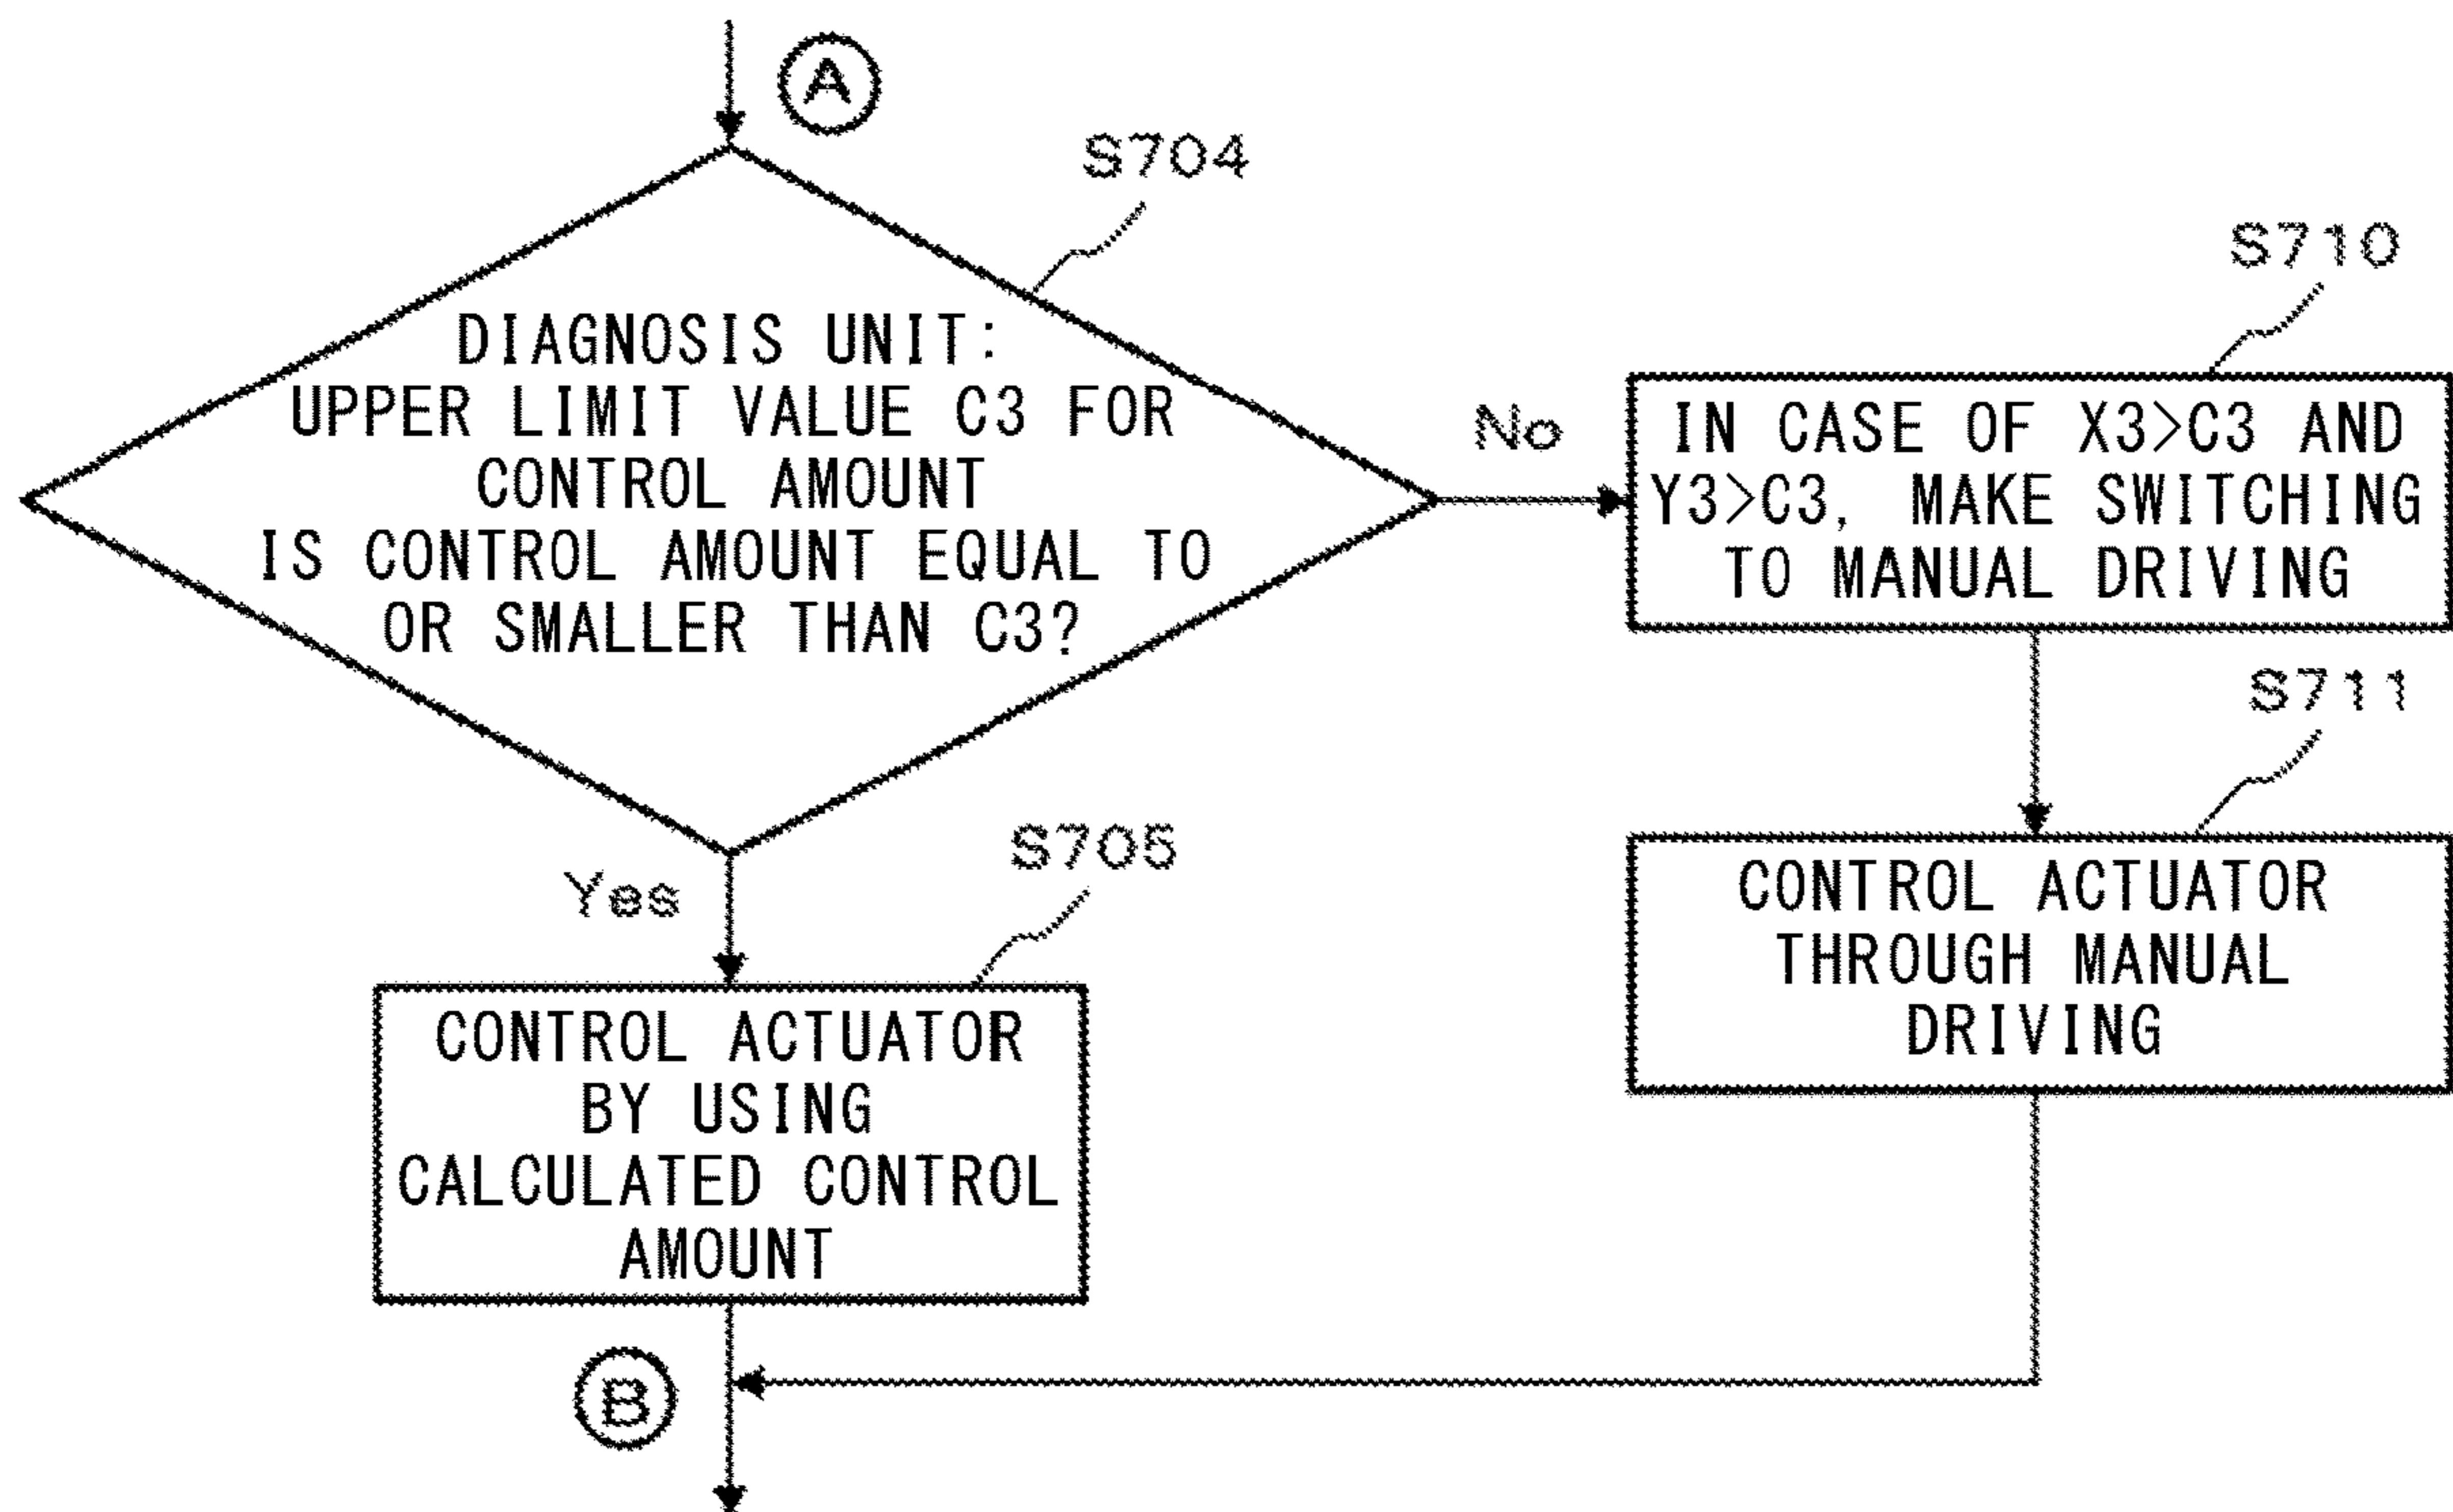 A
S704
DIAGNOSIS UNIT:
UPPER LIMIT VALUE C3 FOR
CONTROL AMOUNT
IS CONTROL AMOUNT EQUAL TO
OR SMALLER THAN C3?
No
S710
IN CASE OF X3>C3 AND
Y3>C3, MAKE SWITCHING
TO MANUAL DRIVING
S711
CONTROL ACTUATOR
THROUGH MANUAL
DRIVING
Yes
S705
CONTROL ACTUATOR
BY USING
CALCULATED CONTROL
AMOUNT
B